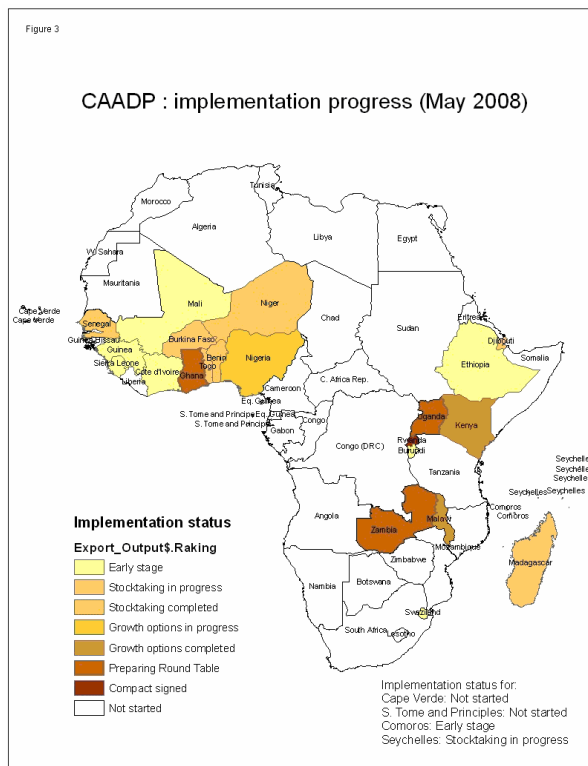 Figure 3
CAADP : implementation progress (May 2008)
Tunisia
Morocco
Algeria
Libya
Egypt
W. Sahara
Mauritania
Mali
Niger
Chad
Sudan
Eritrea
Cape Verde
Cape Verde
Senegal
Guinea Bissau
Guinea
Sierra Leone
Liberia
Cote d'Ivoire
Burkina Faso
Ghana
Togo
Benin
Nigeria
Djibouti
Somalia
Ethiopia
Cameroon
C. Africa Rep.
Eq. Guinea
S. Tome and Principe
Eq. Guinea
S. Tome and Principe
Gabon
Congo
Congo (DRC)
Uganda
Kenya
Rwanda
Burundi
Tanzania
Seychelles
Seychelles
Seychelles
Seychelles
Seychelles
Comoros
Comoros
Angola
Zambia
Malawi
Mozambique
Zimbabwe
Madagascar
Namibia
Botswana
Swaziland
South Africa
Lesotho
Implementation status
Export_Output$.Raking
Early stage
Stocktaking in progress
Stocktaking completed
Growth options in progress
Growth options completed
Preparing Round Table
Compact signed
Not started
Implementation status for:
Cape Verde: Not started
S. Tome and Principles: Not started
Comoros: Early stage
Seychelles: Stocktaking in progress